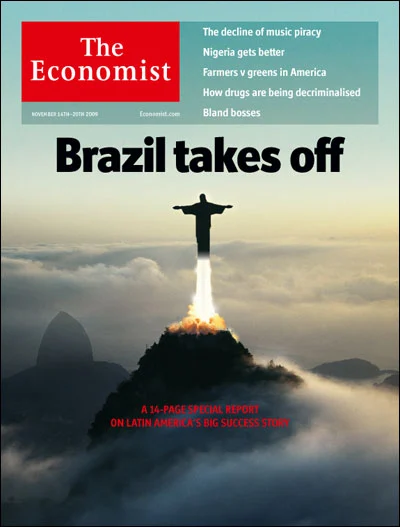 The
Economist
The decline of music piracy
Nigeria gets better
Farmers v greens in America
How drugs are being decriminalised
Bland bosses
NOVEMBER 14TH–20TH 2009
Economist.com
Brazil takes off
A 14-PAGE SPECIAL REPORT
ON LATIN AMERICA'S BIG SUCCESS STORY